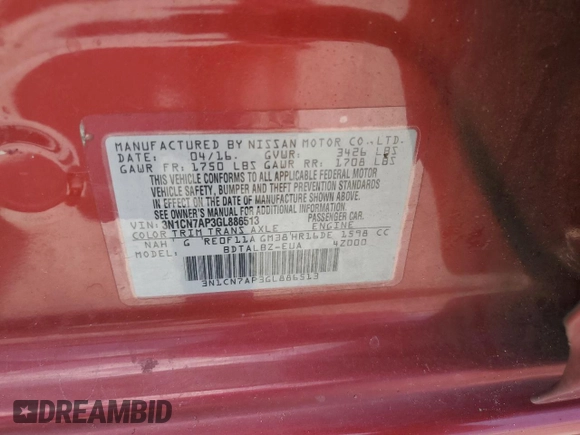 MANUFACTURED BY NISSAN MOTOR CO.,LTD.
DATE: 04/16. GVWR: 3426 LBS
GAWR FR: 1750 LBS GAWR RR: 1708 LBS
THIS VEHICLE CONFORMS TO ALL APPLICABLE FEDERAL MOTOR
VEHICLE SAFETY, BUMPER AND THEFT PREVENTION STANDARDS
IN EFFECT ON THE DATE OF MANUFACTURE SHOWN ABOVE.
SEE OWNER'S MANUAL FOR ADDITIONAL INFORMATION.
VIN: 3N1CN7AP3GL886513 PASSENGER CAR.
COLOR TRIM TRANS AXLE ENGINE
NAH G RE0F11A GM38 HR16DE 1598 CC
MODEL: BDTALBZ-EUA 4Z000
3N1CN7AP3GL886513
DREAMBID